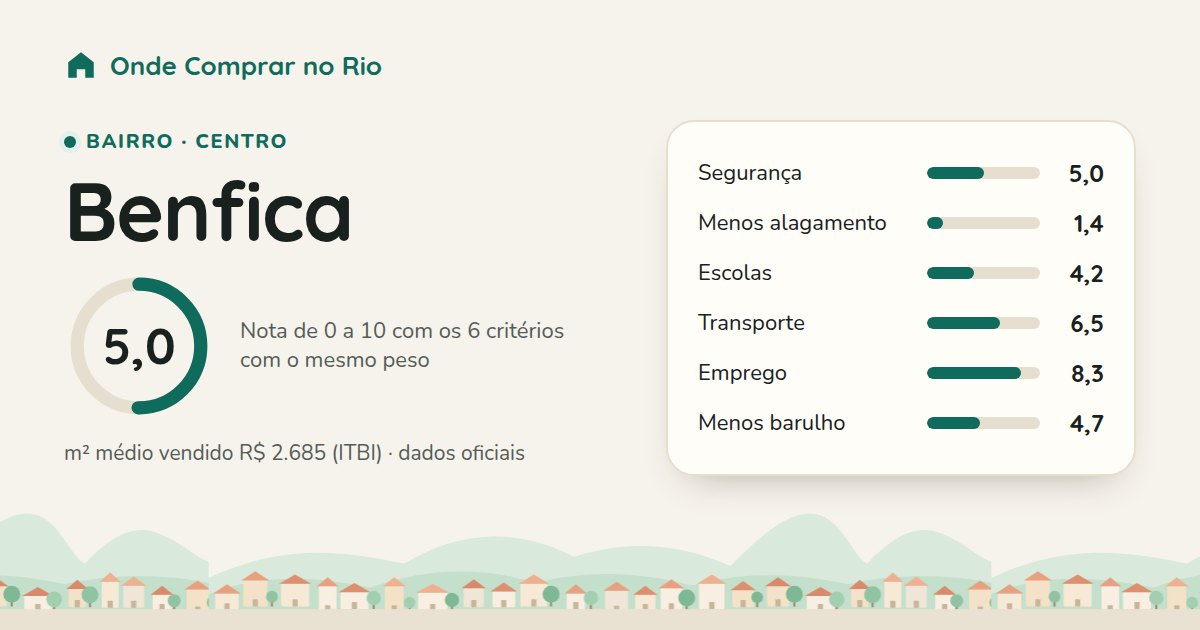 Onde Comprar no Rio
BAIRRO · CENTRO
Benfica
5,0
Nota de 0 a 10 com os 6 critérios
com o mesmo peso
m² médio vendido R$ 2.685 (ITBI) · dados oficiais
Segurança 5,0
Menos alagamento 1,4
Escolas 4,2
Transporte 6,5
Emprego 8,3
Menos barulho 4,7